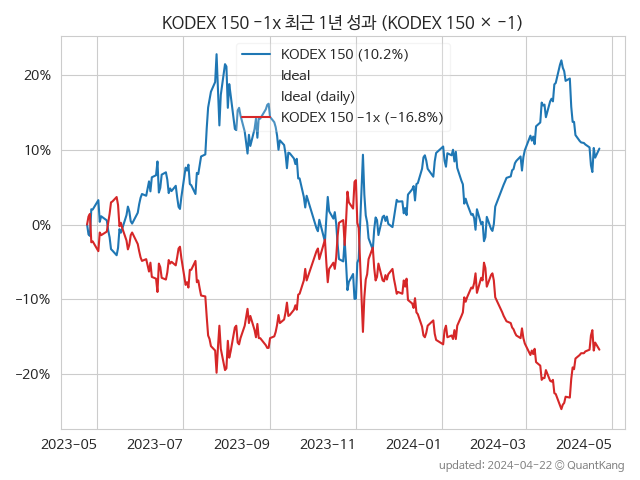 KODEX 150 −1x 최근 1년 성과 (KODEX 150 × −1)
KODEX 150 (10.2%)
Ideal
Ideal (daily)
KODEX 150 −1x (−16.8%)
20%
10%
0%
−10%
−20%
2023−05 2023−07 2023−09 2023−11 2024−01 2024−03 2024−05
updated: 2024−04−22 © QuantKang